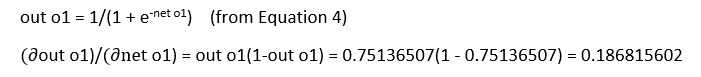 out o1 = 1/(1 + e^-net o1) (from Equation 4)
(∂out o1)/(∂net o1) = out o1(1-out o1) = 0.75136507(1 - 0.75136507) = 0.186815602